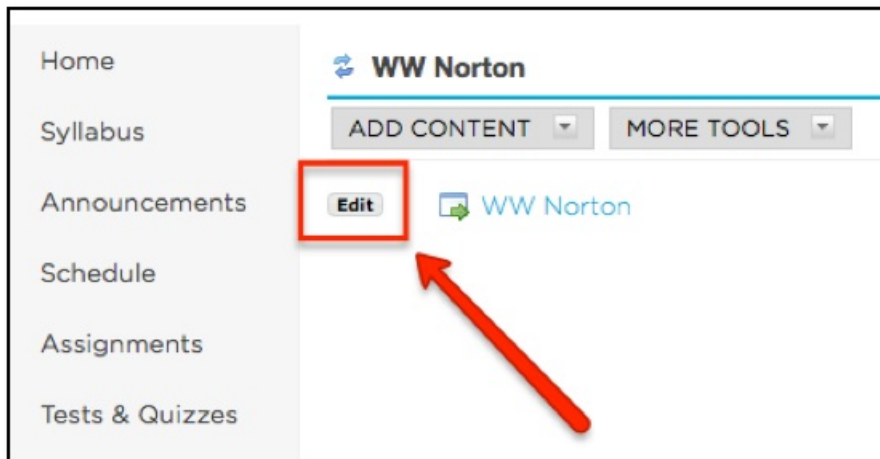 Home
Syllabus
Announcements
Schedule
Assignments
Tests & Quizzes
WW Norton
ADD CONTENT MORE TOOLS
Edit WW Norton